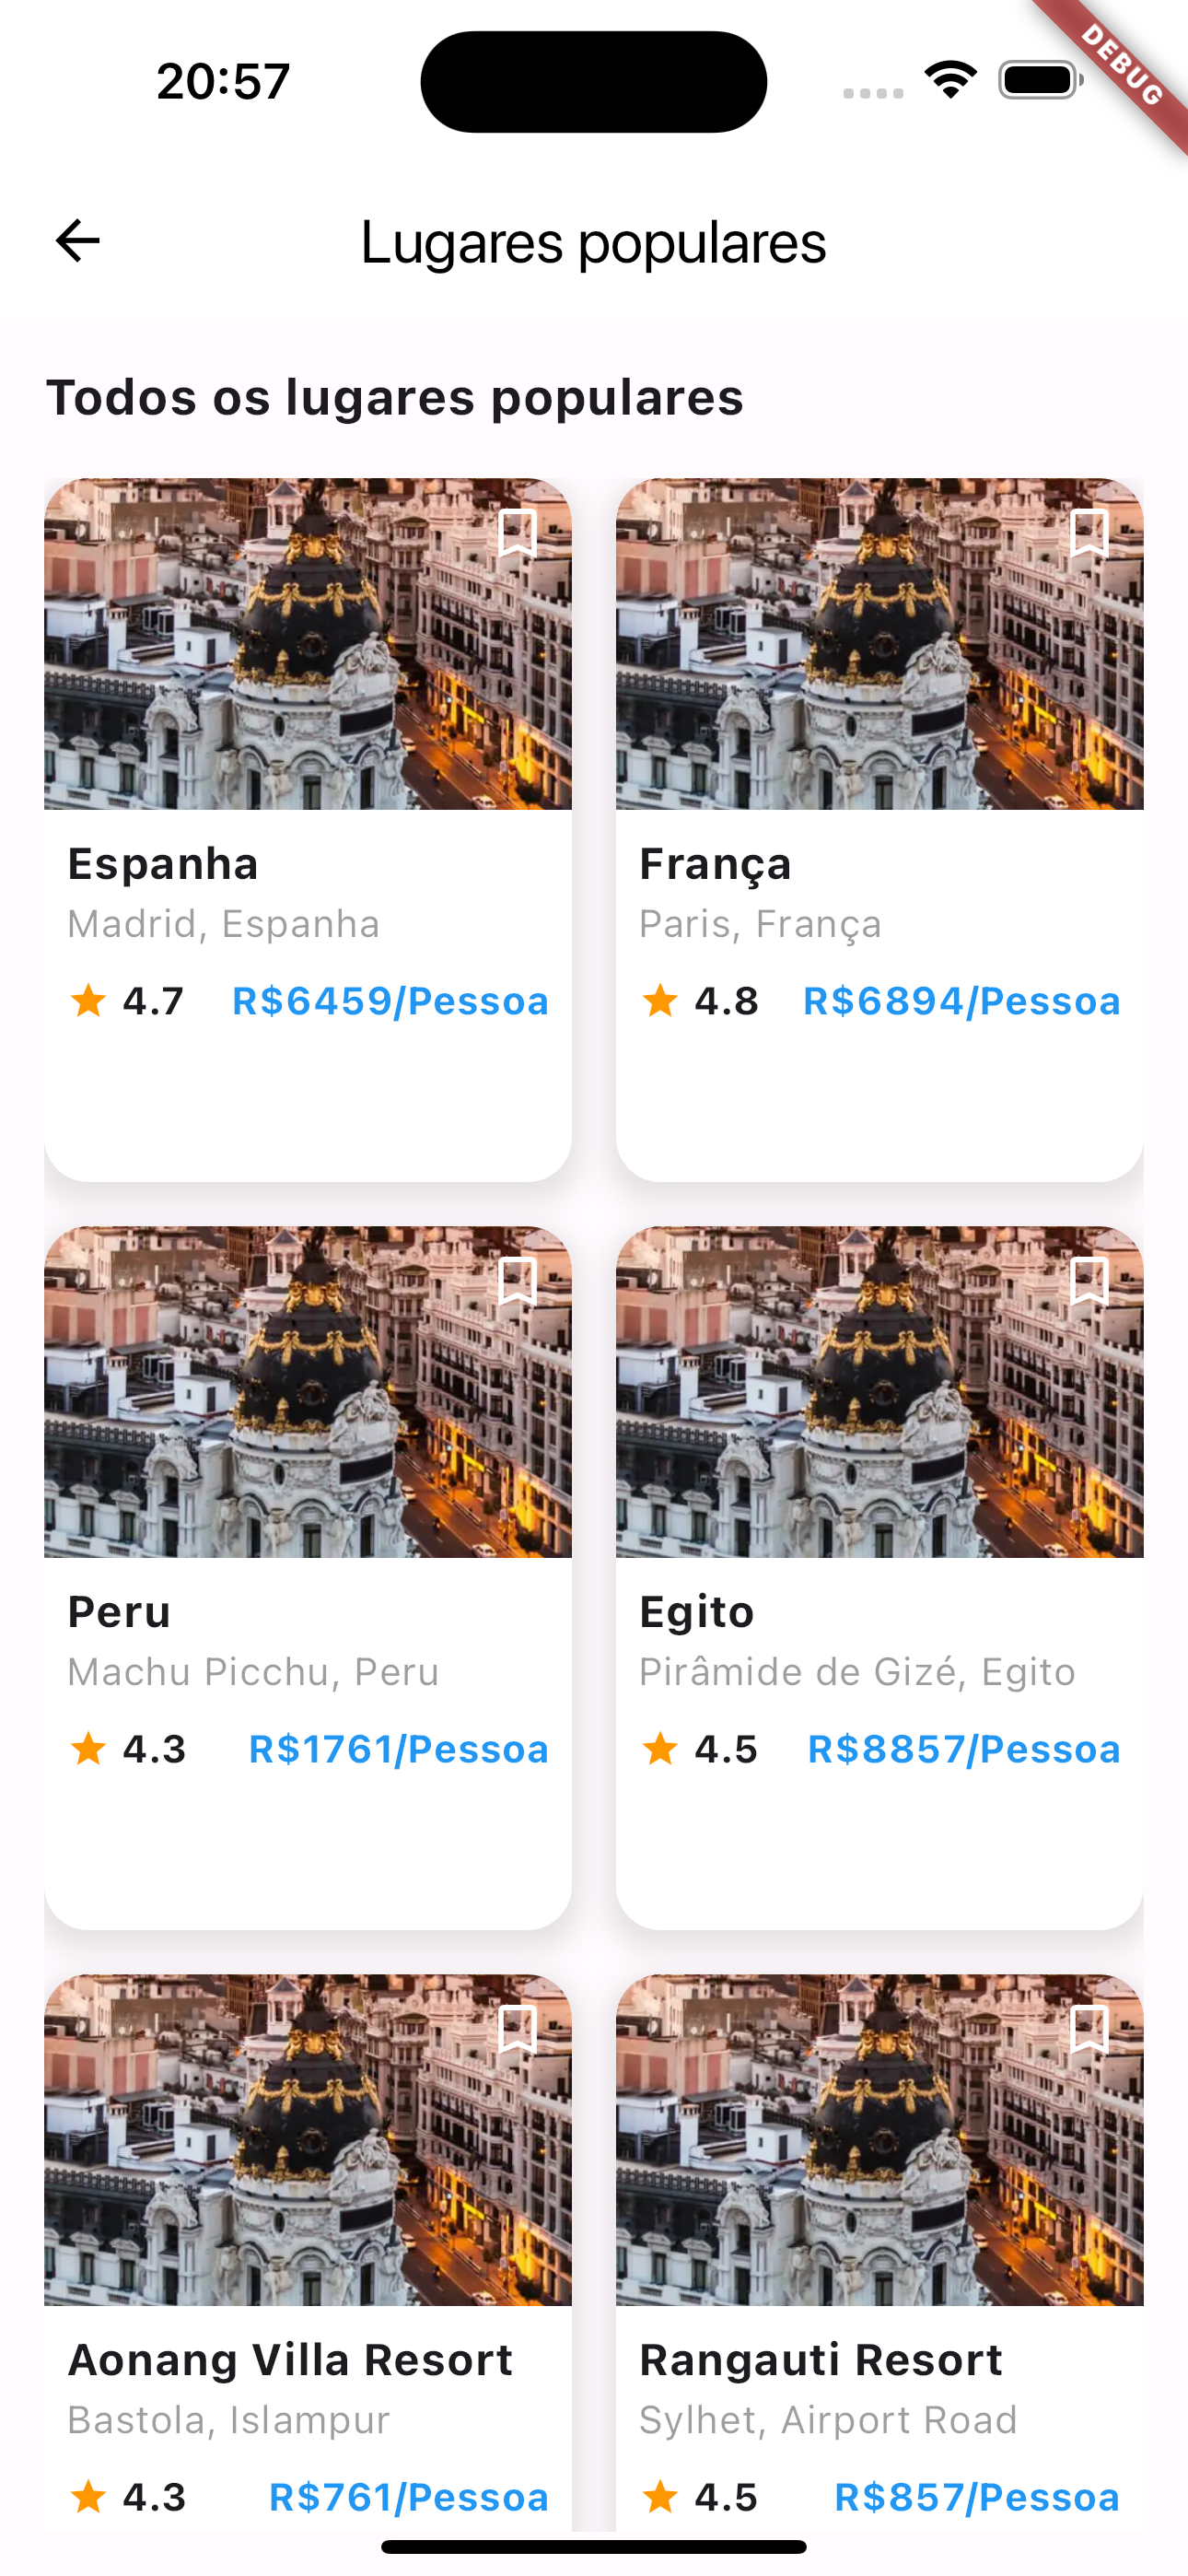 20:57
DEBUG
Lugares populares
Todos os lugares populares
Espanha
Madrid, Espanha
4.7 R$6459/Pessoa
França
Paris, França
4.8 R$6894/Pessoa
Peru
Machu Picchu, Peru
4.3 R$1761/Pessoa
Egito
Pirâmide de Gizé, Egito
4.5 R$8857/Pessoa
Aonang Villa Resort
Bastola, Islampur
4.3 R$761/Pessoa
Rangauti Resort
Sylhet, Airport Road
4.5 R$857/Pessoa